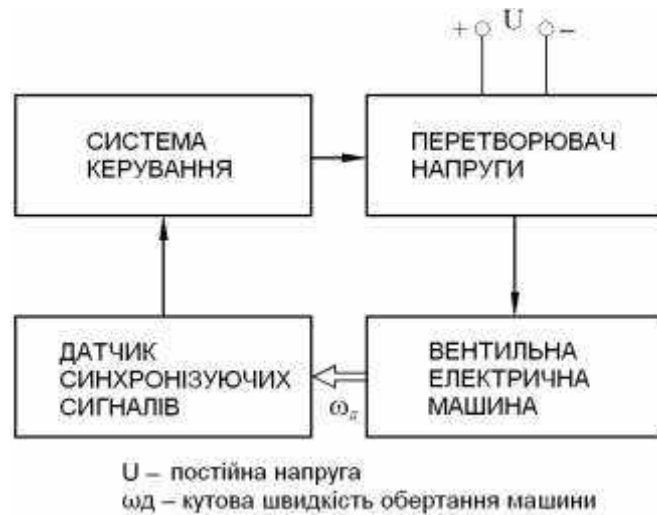 + U –
СИСТЕМА
КЕРУВАННЯ
ПЕРЕТВОРЮВАЧ
НАПРУГИ
ДАТЧИК
СИНХРОНІЗУЮЧИХ
СИГНАЛІВ
ωд
ВЕНТИЛЬНА
ЕЛЕКТРИЧНА
МАШИНА
U – постійна напруга
ωд – кутова швидкість обертання машини